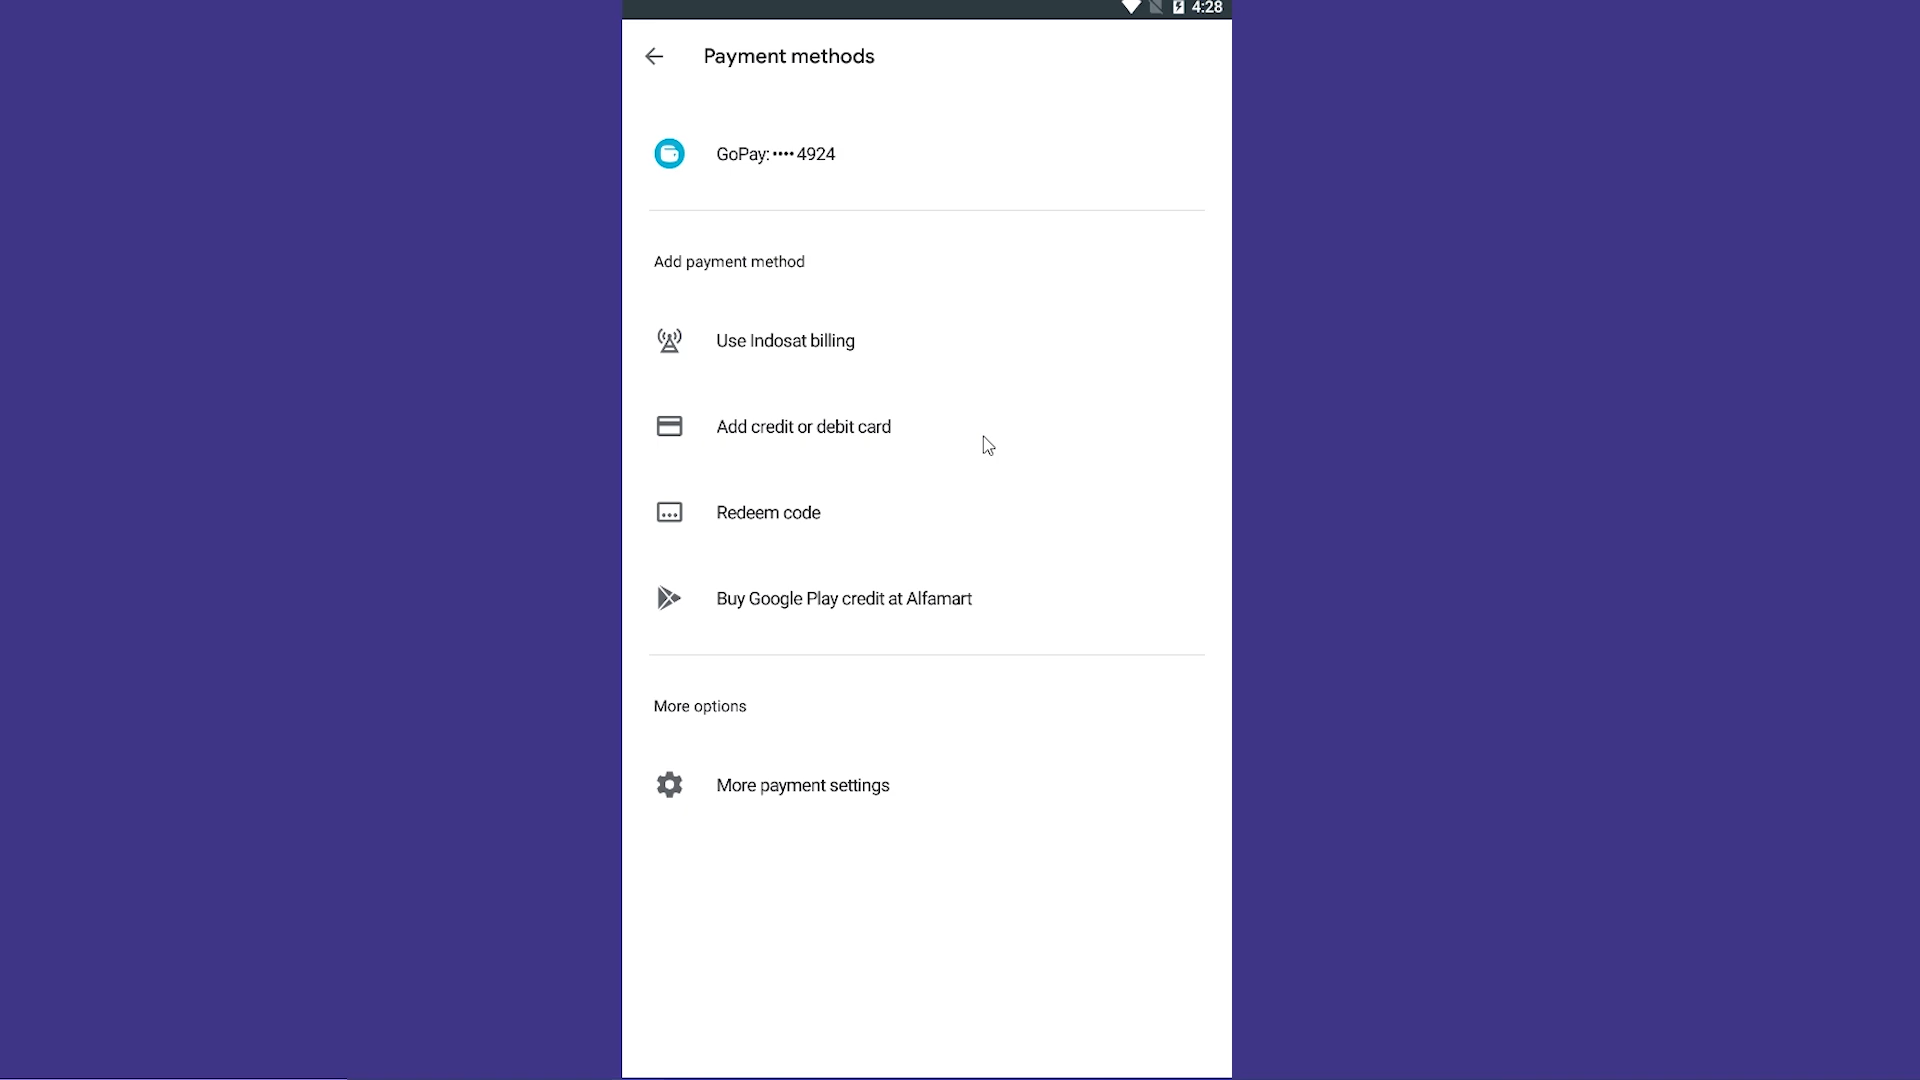 4:28
Payment methods
GoPay: •••• 4924
Add payment method
Use Indosat billing
Add credit or debit card
Redeem code
Buy Google Play credit at Alfamart
More options
More payment settings